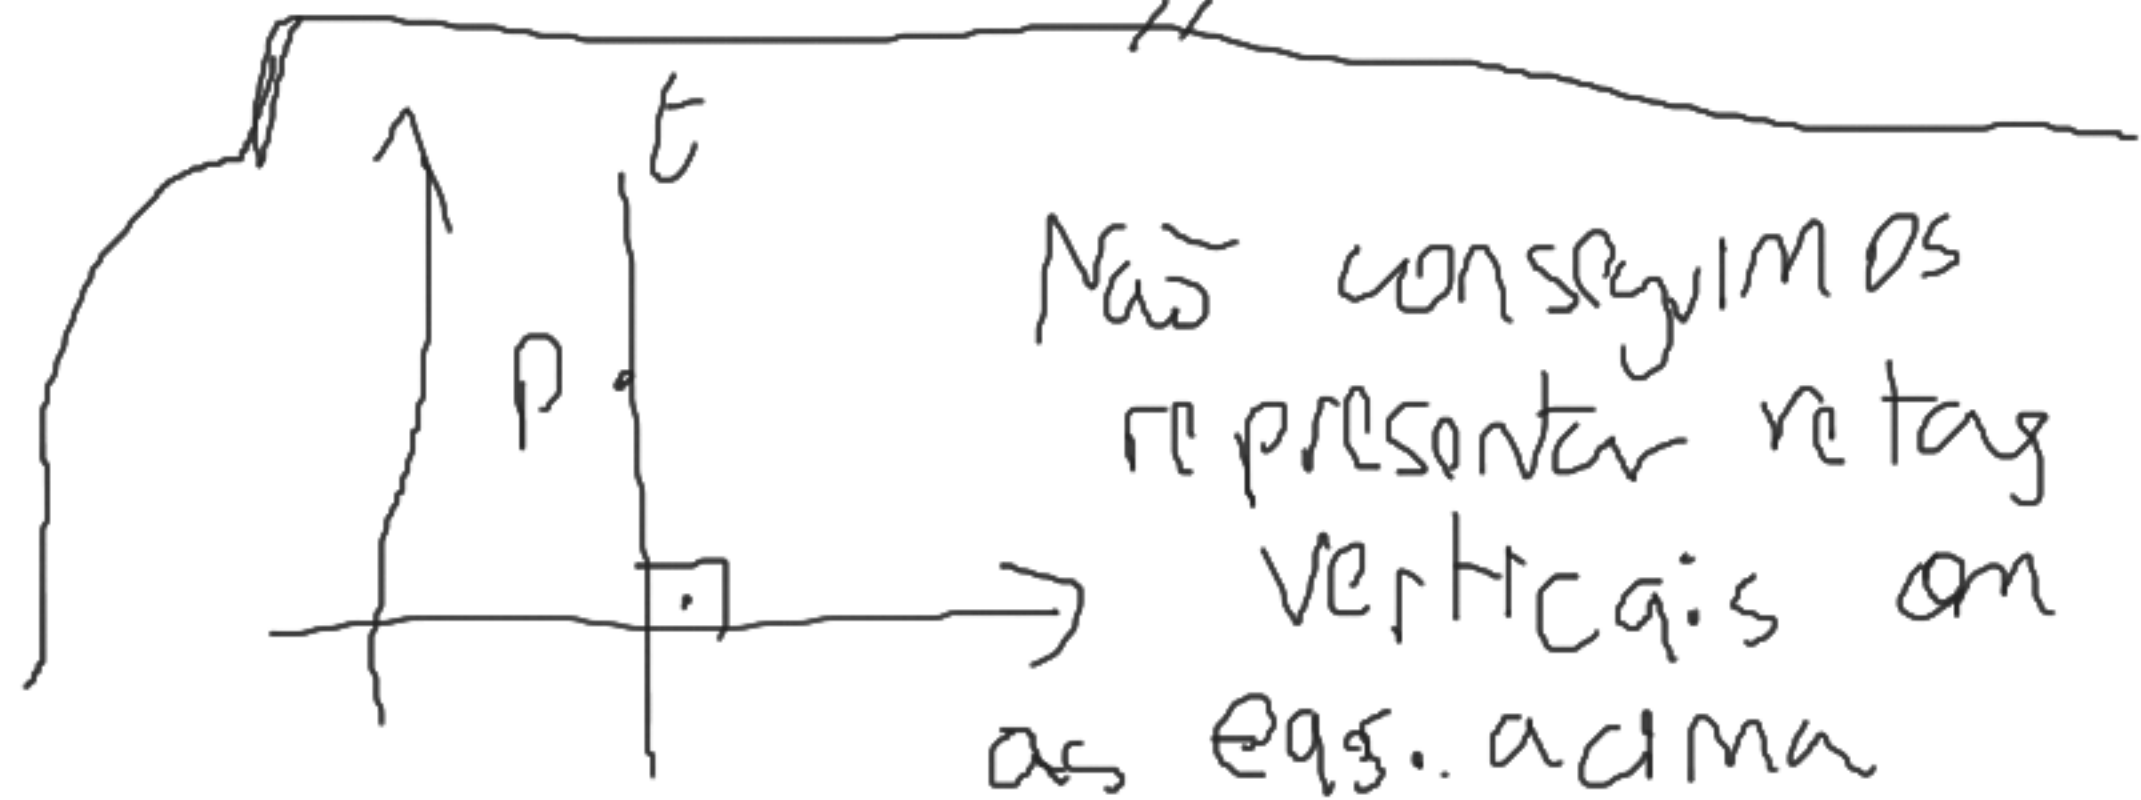 t
P
Não conseguimos
representar retas
verticais com
as eqs. acima